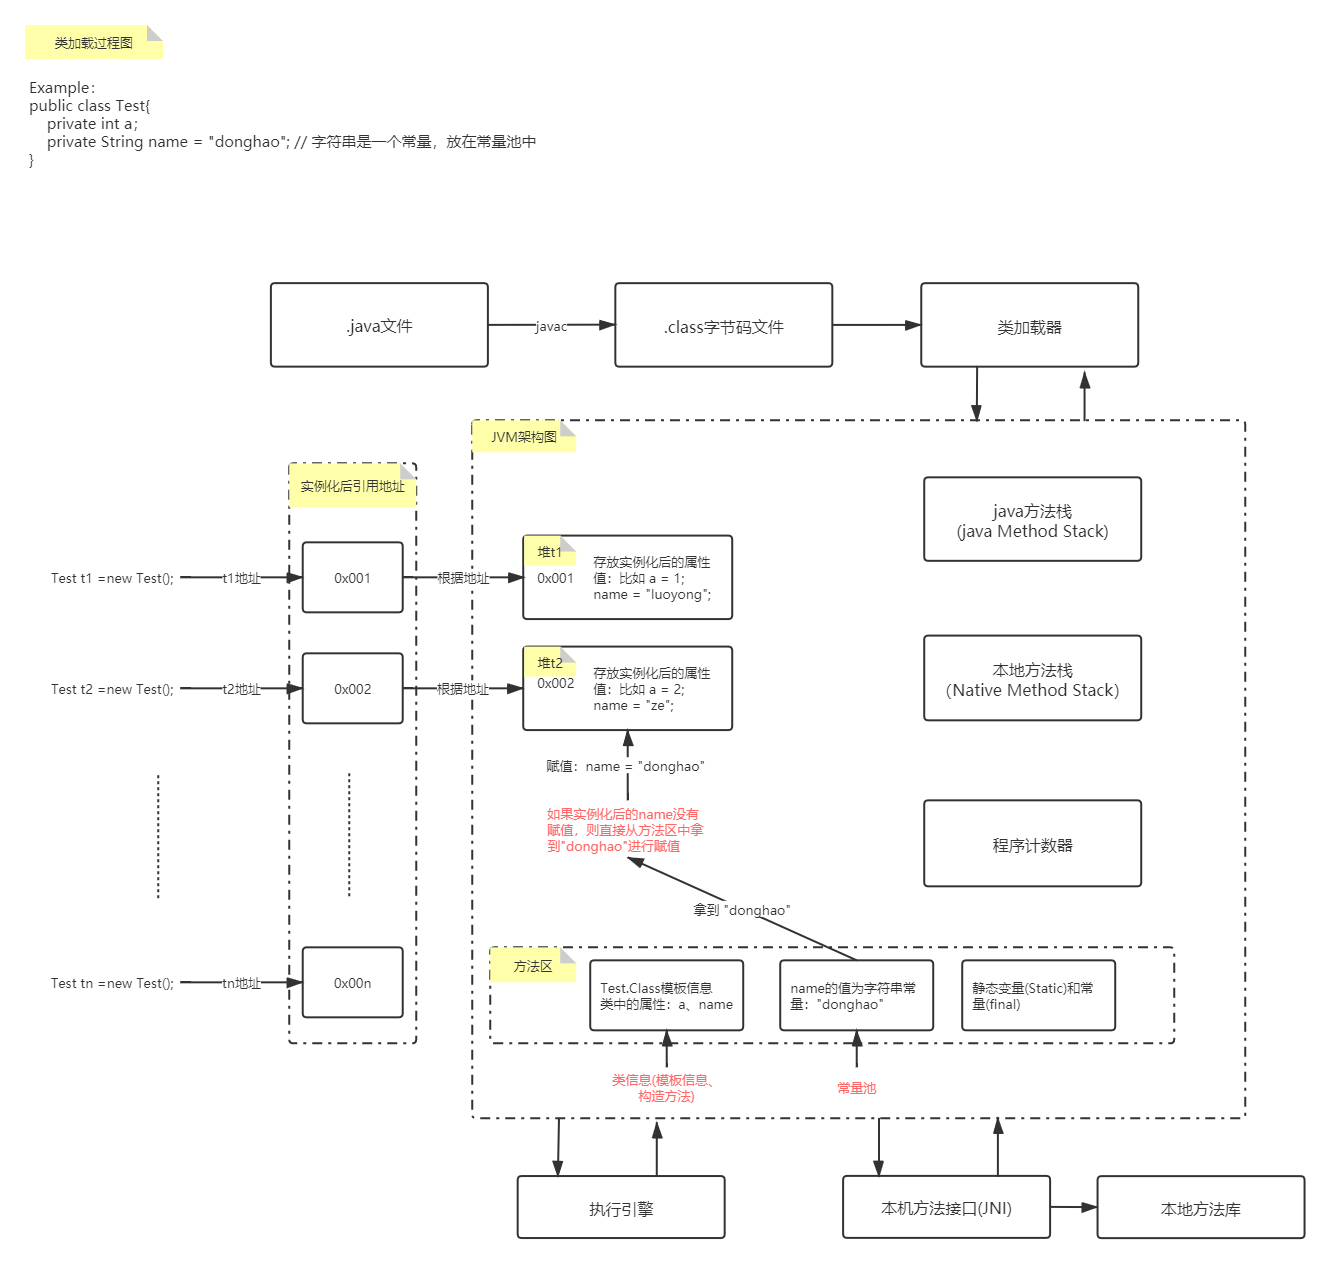 类加载过程图
Example：
public class Test{
private int a；
private String name = "donghao"; // 字符串是一个常量，放在常量池中
}
.java文件
javac
.class字节码文件
类加载器
JVM架构图
实例化后引用地址
java方法栈
(java Method Stack)
Test t1 =new Test();
t1地址
0x001
根据地址
堆t1
0x001
存放实例化后的属性
值：比如 a = 1;
name = "luoyong";
Test t2 =new Test();
t2地址
0x002
根据地址
堆t2
0x002
存放实例化后的属性
值：比如 a = 2;
name = "ze";
本地方法栈
（Native Method Stack）
赋值：name = "donghao"
如果实例化后的name没有
赋值，则直接从方法区中拿
到"donghao"进行赋值
程序计数器
拿到 "donghao"
方法区
Test tn =new Test();
tn地址
0x00n
Test.Class模板信息
类中的属性：a、name
name的值为字符串常
量："donghao"
静态变量(Static)和常
量(final)
类信息(模板信息、
构造方法)
常量池
执行引擎
本机方法接口(JNI)
本地方法库